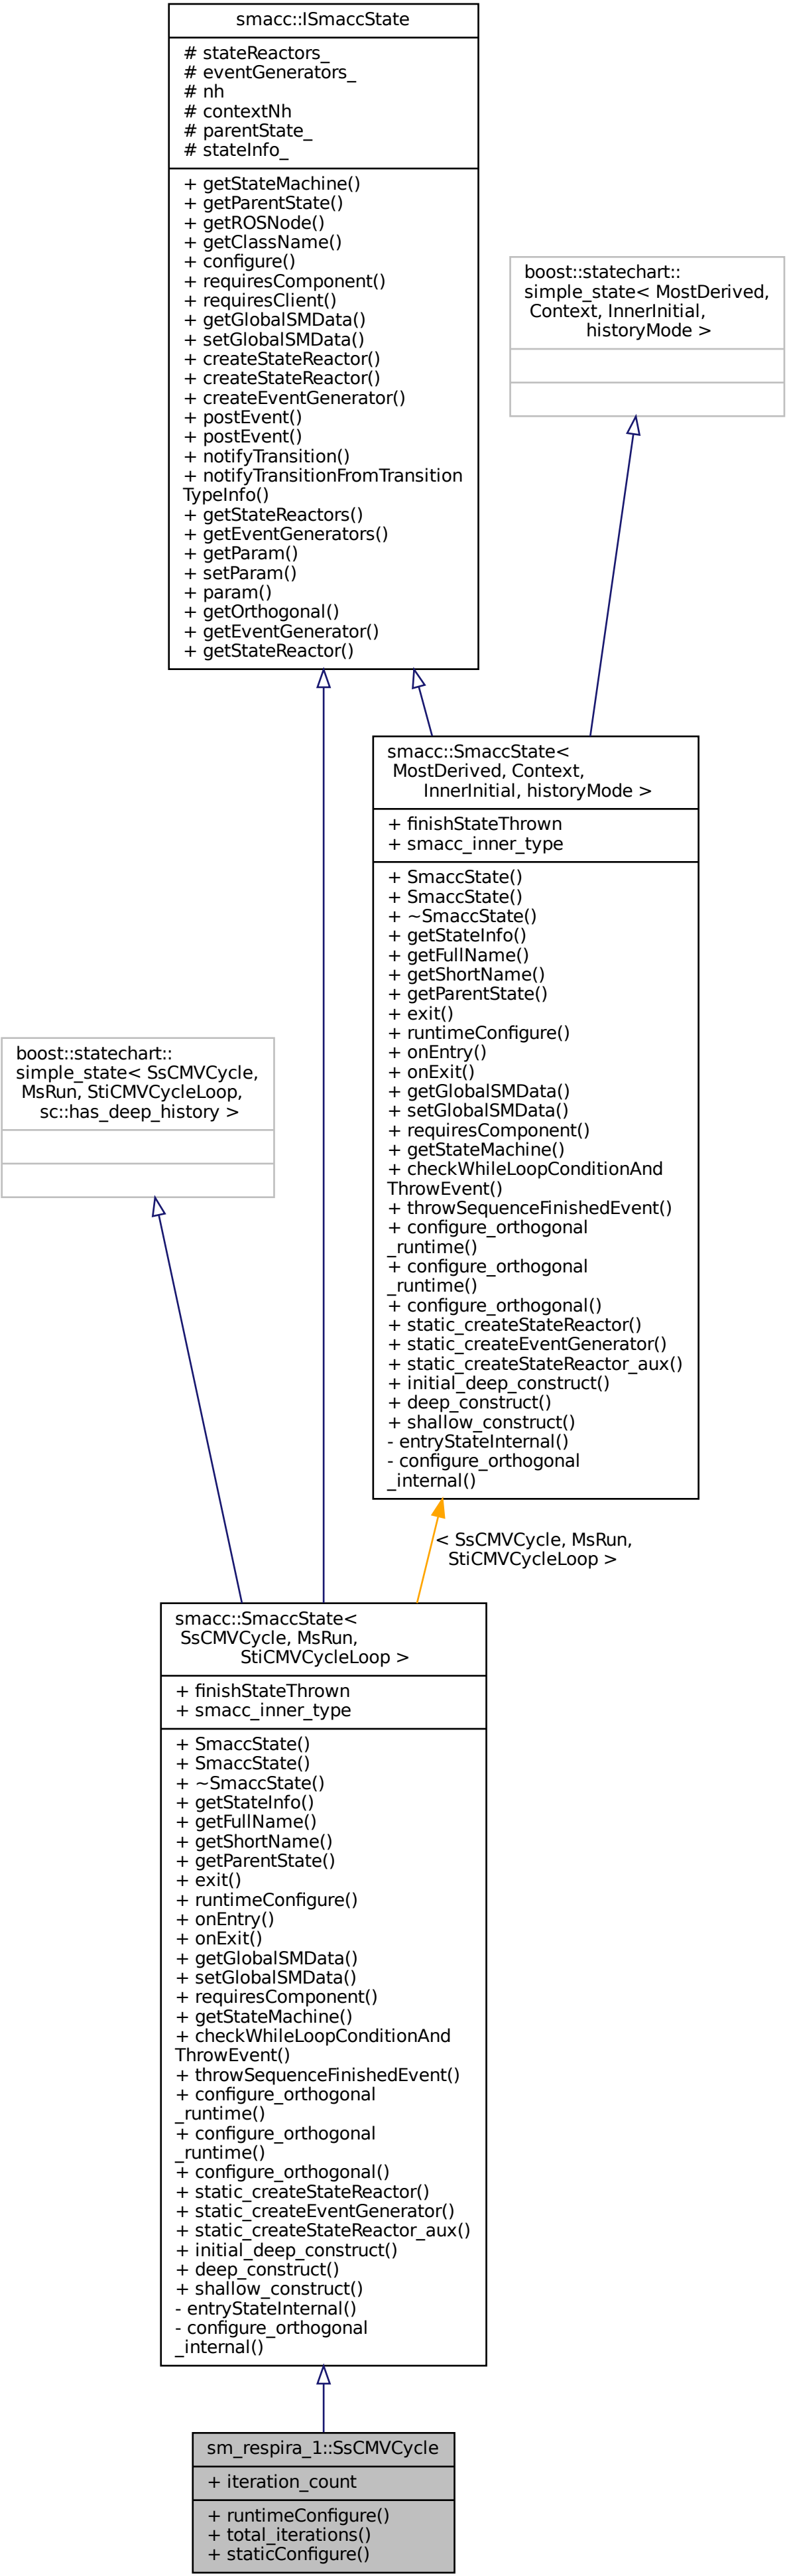 smacc::ISmaccState
# stateReactors_
# eventGenerators_
# nh
# contextNh
# parentState_
# stateInfo_
+ getStateMachine()
+ getParentState()
+ getROSNode()
+ getClassName()
+ configure()
+ requiresComponent()
+ requiresClient()
+ getGlobalSMData()
+ setGlobalSMData()
+ createStateReactor()
+ createStateReactor()
+ createEventGenerator()
+ postEvent()
+ postEvent()
+ notifyTransition()
+ notifyTransitionFromTransition
TypeInfo()
+ getStateReactors()
+ getEventGenerators()
+ getParam()
+ setParam()
+ param()
+ getOrthogonal()
+ getEventGenerator()
+ getStateReactor()
boost::statechart::
simple_state< MostDerived,
Context, InnerInitial,
historyMode >
smacc::SmaccState<
MostDerived, Context,
InnerInitial, historyMode >
+ finishStateThrown
+ smacc_inner_type
+ SmaccState()
+ SmaccState()
+ ~SmaccState()
+ getStateInfo()
+ getFullName()
+ getShortName()
+ getParentState()
+ exit()
+ runtimeConfigure()
+ onEntry()
+ onExit()
+ getGlobalSMData()
+ setGlobalSMData()
+ requiresComponent()
+ getStateMachine()
+ checkWhileLoopConditionAnd
ThrowEvent()
+ throwSequenceFinishedEvent()
+ configure_orthogonal
_runtime()
+ configure_orthogonal
_runtime()
+ configure_orthogonal()
+ static_createStateReactor()
+ static_createEventGenerator()
+ static_createStateReactor_aux()
+ initial_deep_construct()
+ deep_construct()
+ shallow_construct()
- entryStateInternal()
- configure_orthogonal
_internal()
boost::statechart::
simple_state< SsCMVCycle,
MsRun, StiCMVCycleLoop,
sc::has_deep_history >
< SsCMVCycle, MsRun,
StiCMVCycleLoop >
smacc::SmaccState<
SsCMVCycle, MsRun,
StiCMVCycleLoop >
+ finishStateThrown
+ smacc_inner_type
+ SmaccState()
+ SmaccState()
+ ~SmaccState()
+ getStateInfo()
+ getFullName()
+ getShortName()
+ getParentState()
+ exit()
+ runtimeConfigure()
+ onEntry()
+ onExit()
+ getGlobalSMData()
+ setGlobalSMData()
+ requiresComponent()
+ getStateMachine()
+ checkWhileLoopConditionAnd
ThrowEvent()
+ throwSequenceFinishedEvent()
+ configure_orthogonal
_runtime()
+ configure_orthogonal
_runtime()
+ configure_orthogonal()
+ static_createStateReactor()
+ static_createEventGenerator()
+ static_createStateReactor_aux()
+ initial_deep_construct()
+ deep_construct()
+ shallow_construct()
- entryStateInternal()
- configure_orthogonal
_internal()
sm_respira_1::SsCMVCycle
+ iteration_count
+ runtimeConfigure()
+ total_iterations()
+ staticConfigure()